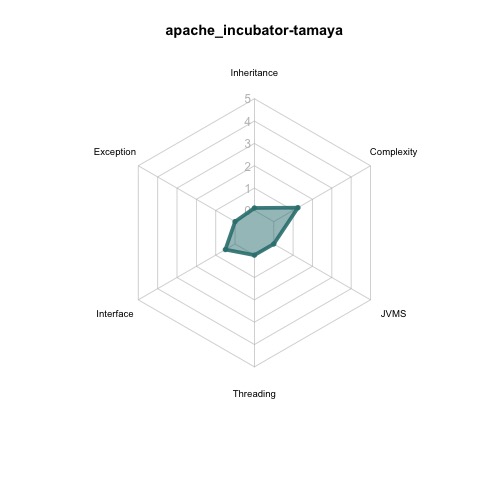 apache_incubator-tamaya
Inheritance
5
Exception
Complexity
4
3
2
1
0
Interface
JVMS
Threading